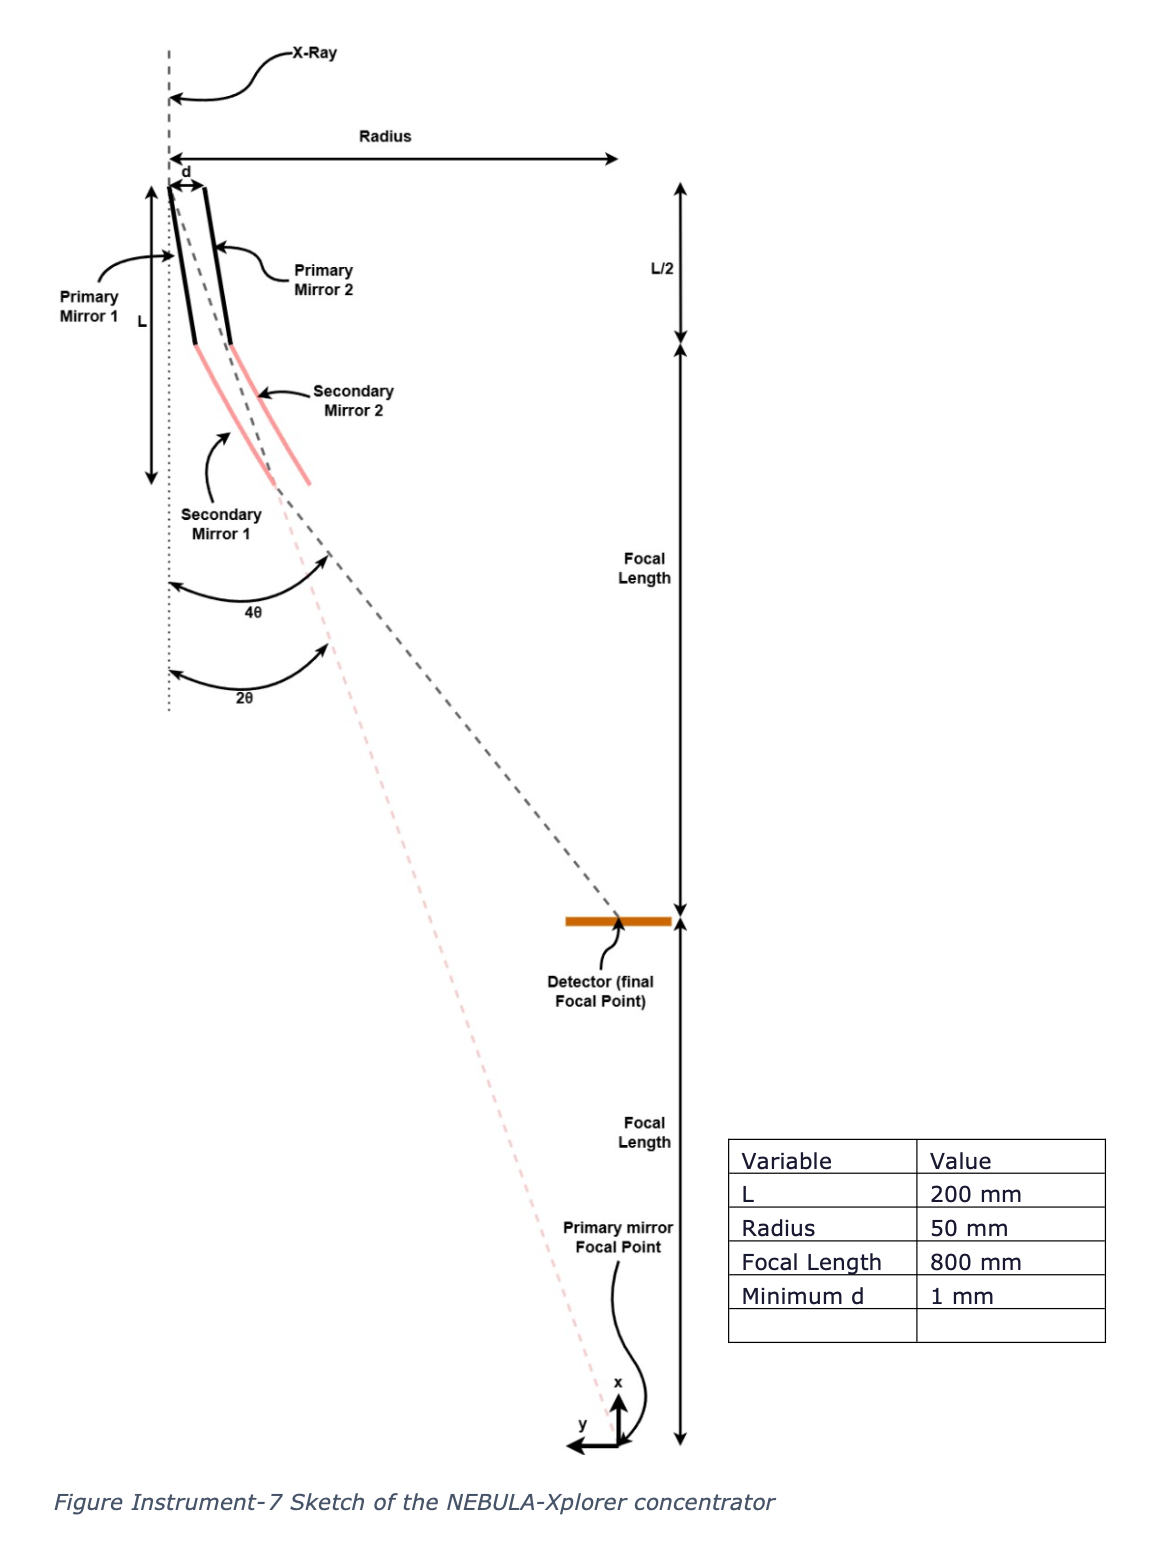 X-Ray
Radius
d
L/2
Primary
Mirror 2
Primary
Mirror 1
L
Secondary
Mirror 2
Secondary
Mirror 1
Focal
Length
4θ
2θ
Detector (final
Focal Point)
Focal
Length
Variable Value
L 200 mm
Radius 50 mm
Focal Length 800 mm
Minimum d 1 mm
Primary mirror
Focal Point
x
y
Figure Instrument-7 Sketch of the NEBULA-Xplorer concentrator